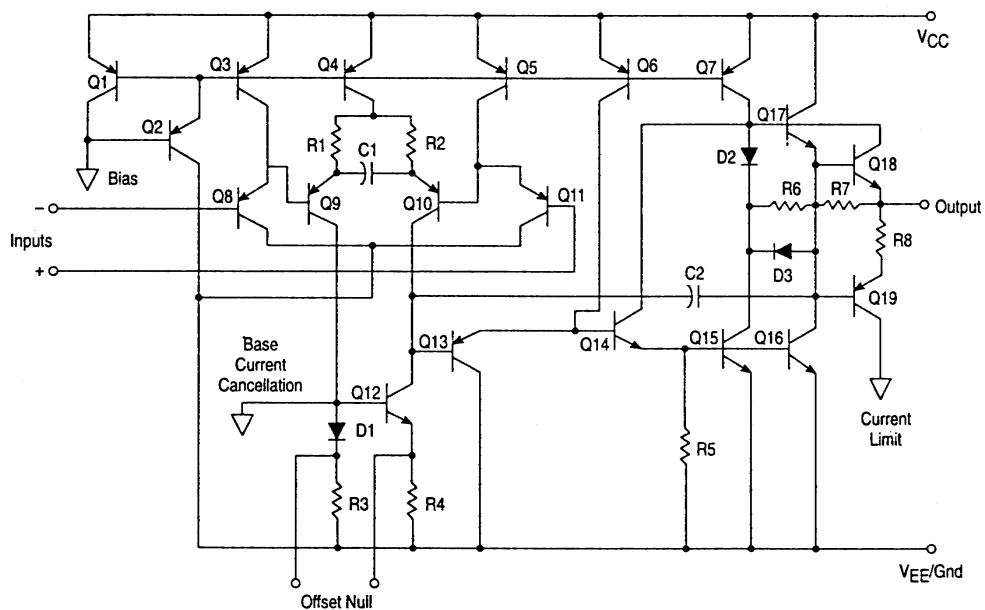 VCC
Q1
Q3
Q4
Q5
Q6
Q7
Q2
R1
C1
R2
Q17
D2
Q18
Bias
Q8
Q9
Q10
Q11
R6
R7
Output
−
Inputs
+
R8
D3
C2
Q19
Q13
Q14
Q15
Q16
Base
Current
Cancellation
Q12
D1
Current
Limit
R5
R3
R4
VEE/Gnd
Offset Null